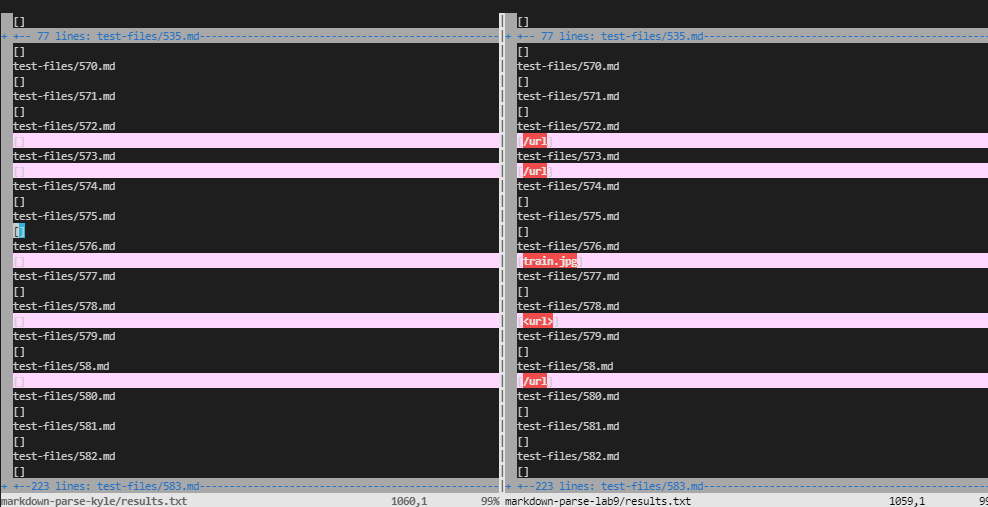 []
+ +-- 77 lines: test-files/535.md--------------------------------------------------
[]
test-files/570.md
[]
test-files/571.md
[]
test-files/572.md
[]
test-files/573.md
[]
test-files/574.md
[]
test-files/575.md
[]
test-files/576.md
[]
test-files/577.md
[]
test-files/578.md
[]
test-files/579.md
[]
test-files/58.md
[]
test-files/580.md
[]
test-files/581.md
[]
test-files/582.md
[]
+ +--223 lines: test-files/583.md--------------------------------------------------
markdown-parse-kyle/results.txt 1060,1 99%
[]
+ +-- 77 lines: test-files/535.md-----------------------------------------------
[]
test-files/570.md
[]
test-files/571.md
[]
test-files/572.md
[/url]
test-files/573.md
[/url]
test-files/574.md
[]
test-files/575.md
[]
test-files/576.md
[train.jpg]
test-files/577.md
[]
test-files/578.md
[<url>]
test-files/579.md
[]
test-files/58.md
[/url]
test-files/580.md
[]
test-files/581.md
[]
test-files/582.md
[]
+ +--223 lines: test-files/583.md-----------------------------------------------
markdown-parse-lab9/results.txt 1059,1 99